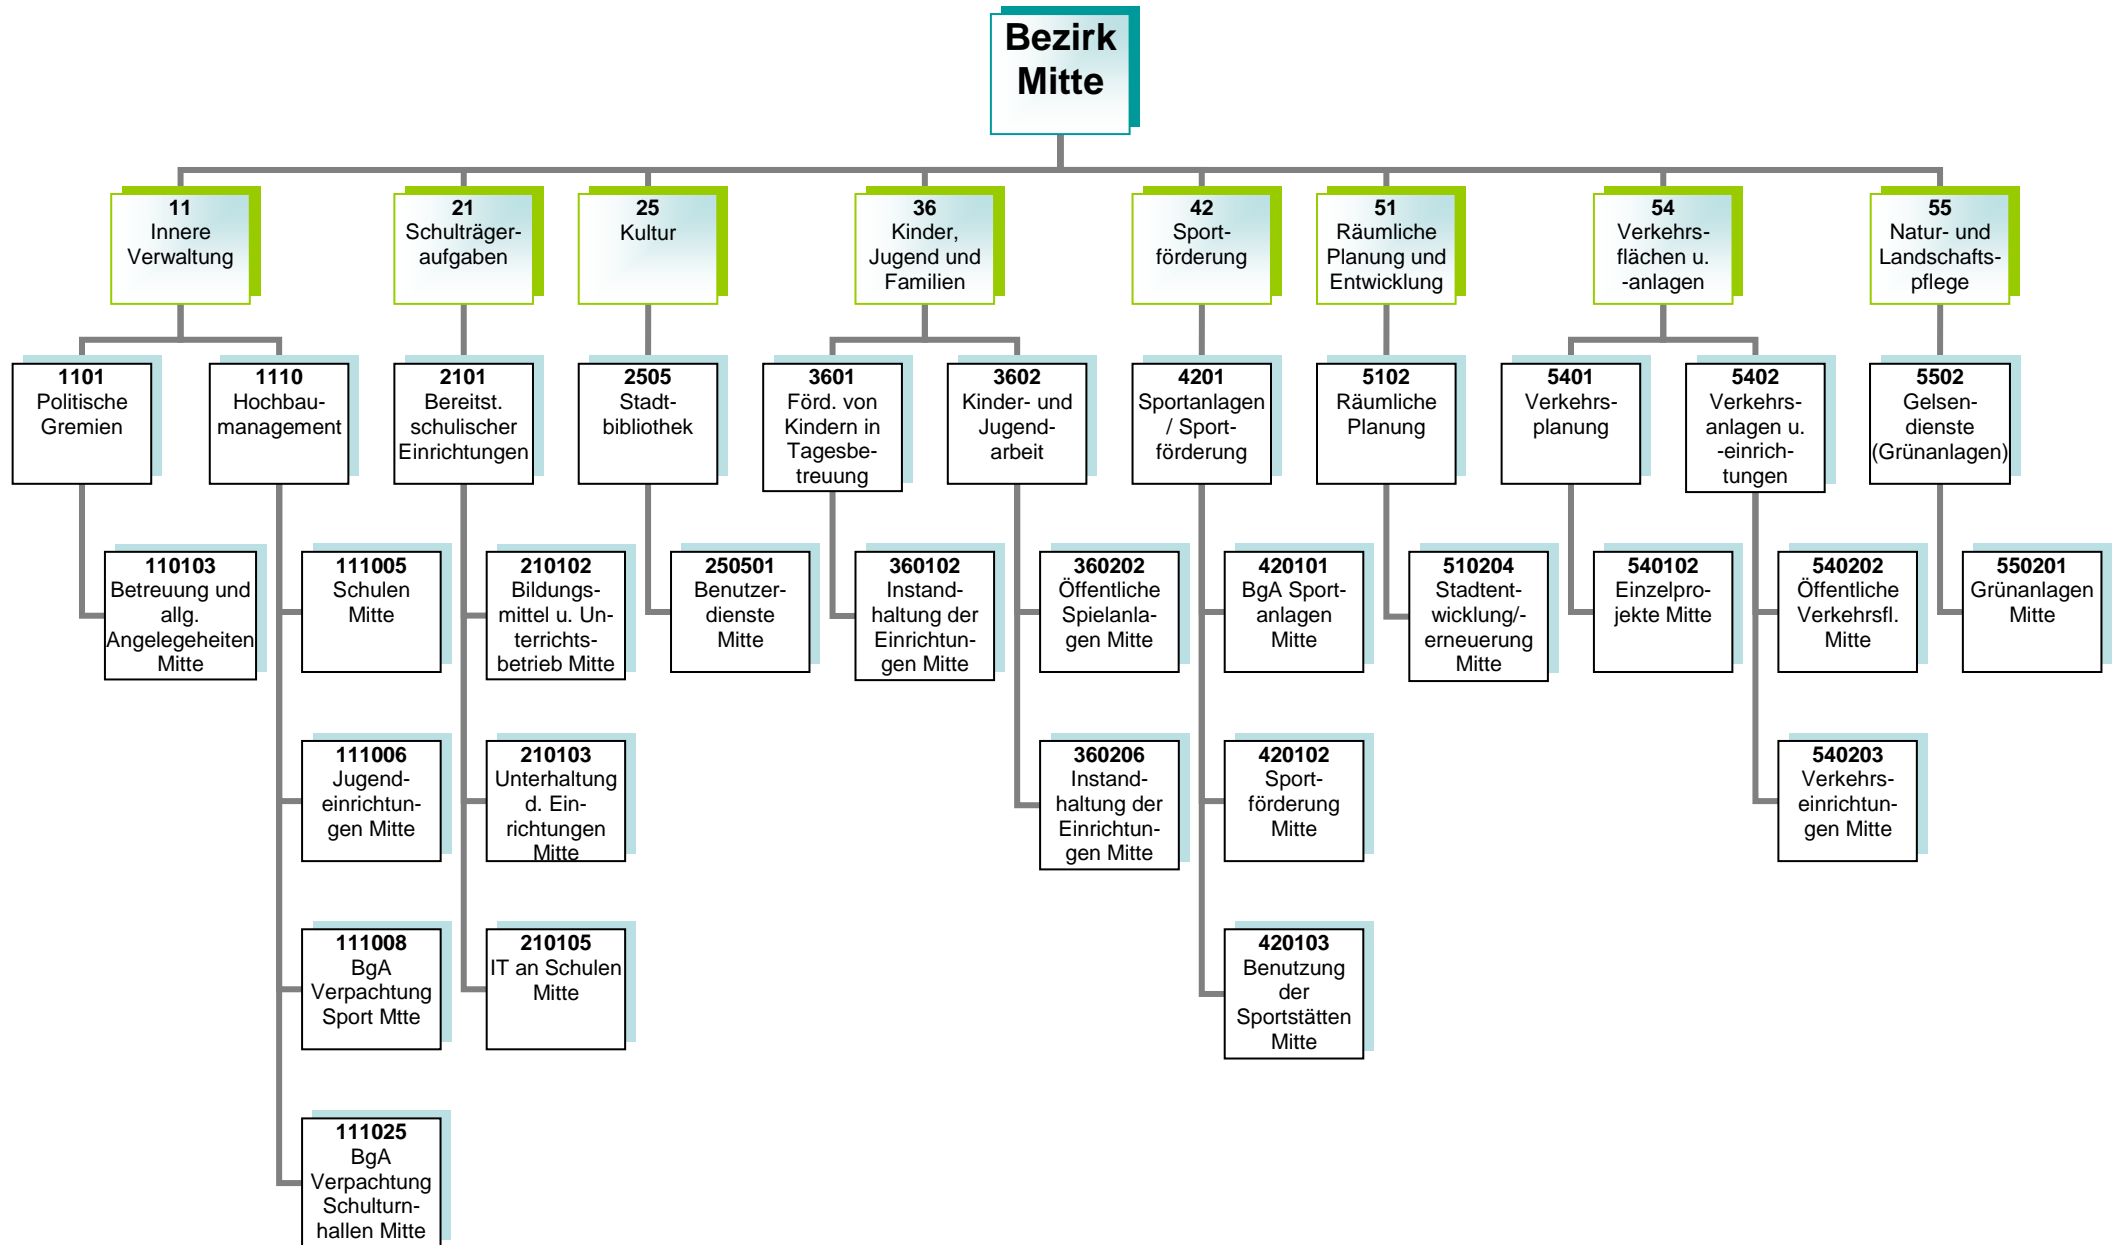 Bezirk
Mitte
11
Innere
Verwaltung
21
Schulträger-
aufgaben
25
Kultur
36
Kinder,
Jugend und
Familien
42
Sport-
förderung
51
Räumliche
Planung und
Entwicklung
54
Verkehrs-
flächen u.
-anlagen
55
Natur- und
Landschafts-
pflege
1101
Politische
Gremien
1110
Hochbau-
management
2101
Bereitst.
schulischer
Einrichtungen
2505
Stadt-
bibliothek
3601
Förd. von
Kindern in
Tagesbe-
treuung
3602
Kinder- und
Jugend-
arbeit
4201
Sportanlagen
/ Sport-
förderung
5102
Räumliche
Planung
5401
Verkehrs-
planung
5402
Verkehrs-
anlagen u.
-einrich-
tungen
5502
Gelsen-
dienste
(Grünanlagen)
110103
Betreuung und
allg.
Angelegeheiten
Mitte
111005
Schulen
Mitte
210102
Bildungs-
mittel u. Un-
terrichts-
betrieb Mitte
250501
Benutzer-
dienste
Mitte
360102
Instand-
haltung der
Einrichtun-
gen Mitte
360202
Öffentliche
Spielanla-
gen Mitte
420101
BgA Sport-
anlagen
Mitte
510204
Stadtent-
wicklung/-
erneuerung
Mitte
540102
Einzelpro-
jekte Mitte
540202
Öffentliche
Verkehrsfl.
Mitte
550201
Grünanlagen
Mitte
111006
Jugend-
einrichtun-
gen Mitte
210103
Unterhaltung
d. Ein-
richtungen
Mitte
360206
Instand-
haltung der
Einrichtun-
gen Mitte
420102
Sport-
förderung
Mitte
540203
Verkehrs-
einrichtun-
gen Mitte
111008
BgA
Verpachtung
Sport Mtte
210105
IT an Schulen
Mitte
420103
Benutzung
der
Sportstätten
Mitte
111025
BgA
Verpachtung
Schulturn-
hallen Mitte